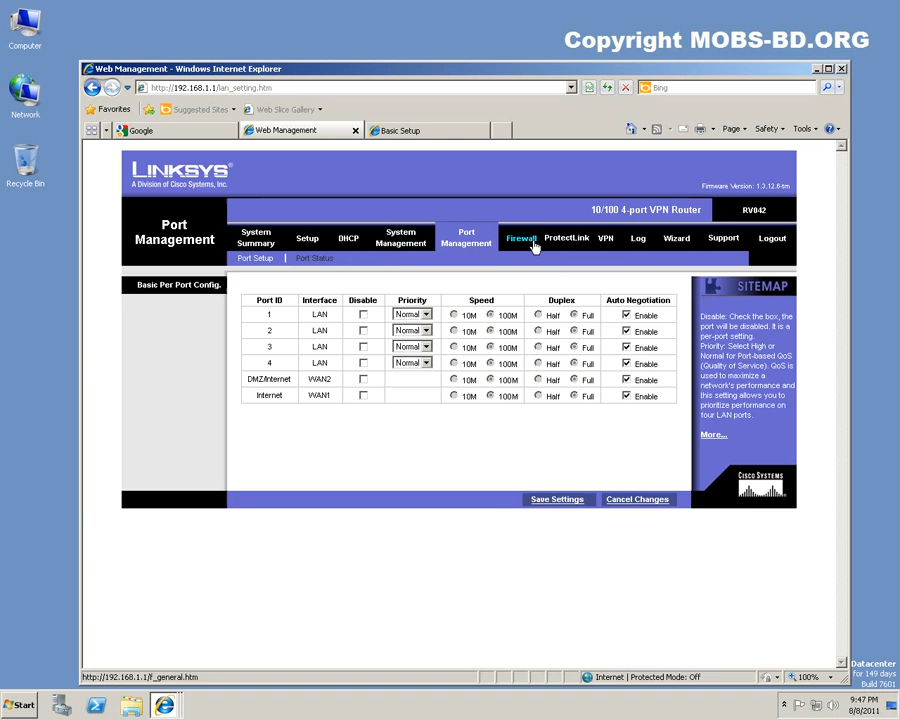 Computer
Network
Recycle Bin
Copyright MOBS-BD.ORG
Web Management - Windows Internet Explorer
http://192.168.1.1/lan_setting.htm
Bing
Favorites
Suggested Sites
Web Slice Gallery
Google
Web Management
Basic Setup
Page
Safety
Tools
LINKSYS®
A Division of Cisco Systems, Inc.
Firmware Version: 1.3.12.6-tm
10/100 4-port VPN Router
RV042
Port Management
System Summary
Setup
DHCP
System Management
Port Management
Firewall
ProtectLink
VPN
Log
Wizard
Support
Logout
Port Setup | Port Status
Basic Per Port Config.
SITEMAP
Port ID Interface Disable Priority Speed Duplex Auto Negotiation
1 LAN Normal 10M 100M Half Full Enable
2 LAN Normal 10M 100M Half Full Enable
3 LAN Normal 10M 100M Half Full Enable
4 LAN Normal 10M 100M Half Full Enable
DMZ/Internet WAN2 10M 100M Half Full Enable
Internet WAN1 10M 100M Half Full Enable
Disable: Check the box, the
port will be disabled. It is a
per-port setting.
Priority: Select High or
Normal for Port-based QoS
(Quality of Service). QoS is
used to maximize a
network's performance and
this setting allows you to
prioritize performance on
four LAN ports.
More...
CISCO SYSTEMS
Save Settings
Cancel Changes
http://192.168.1.1/f_general.htm
Internet | Protected Mode: Off
100%
Datacenter
for 149 days
Build 7601
Start
9:47 PM
8/8/2011